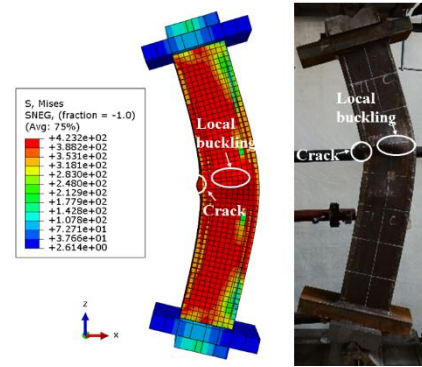 S, Mises
SNEG, (fraction = -1.0)
(Avg: 75%)
+4.232e+02
+3.882e+02
+3.531e+02
+3.181e+02
+2.830e+02
+2.480e+02
+2.129e+02
+1.779e+02
+1.428e+02
+1.078e+02
+7.271e+01
+3.766e+01
+2.614e+00
Local
buckling
Crack
z
x
Local
buckling
Crack